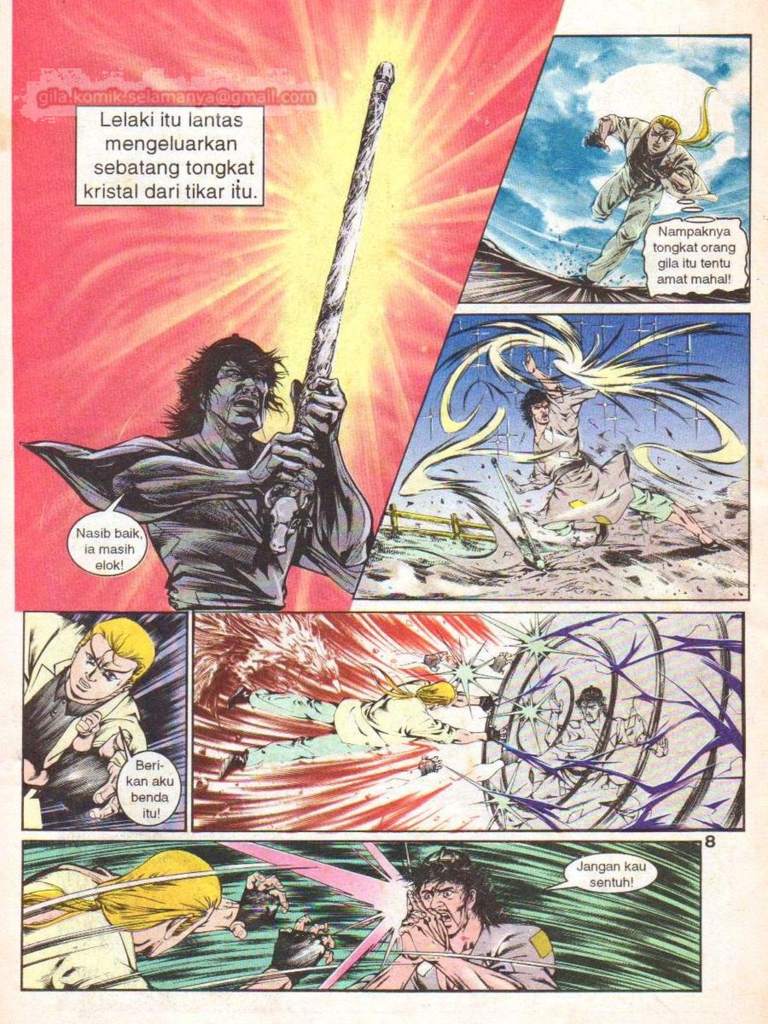 gila.komik.selamanya@gmail.com
Lelaki itu lantas
mengeluarkan
sebatang tongkat
kristal dari tikar itu.
Nampaknya
tongkat orang
gila itu tentu
amat mahal!
Nasib baik,
ia masih
elok!
Beri-
kan aku
benda
itu!
8
Jangan kau
sentuh!